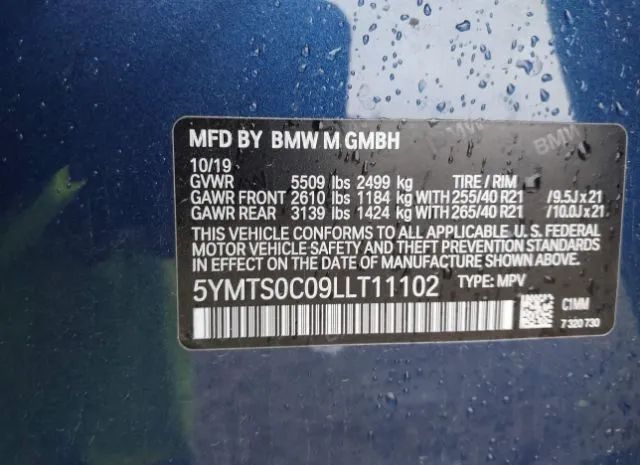 MFD BY BMW M GMBH
10/19
GVWR 5509 lbs 2499 kg TIRE / RIM
GAWR FRONT 2610 lbs 1184 kg WITH 255/40 R21 /9.5J x 21
GAWR REAR 3139 lbs 1424 kg WITH 265/40 R21 /10.0J x 21
THIS VEHICLE CONFORMS TO ALL APPLICABLE U.S. FEDERAL
MOTOR VEHICLE SAFETY AND THEFT PREVENTION STANDARDS
IN EFFECT ON THE DATE OF MANUFACTURE SHOWN ABOVE.
5YMTS0C09LLT11102 TYPE: MPV
C1MM
7 320 730
BMW
BMW